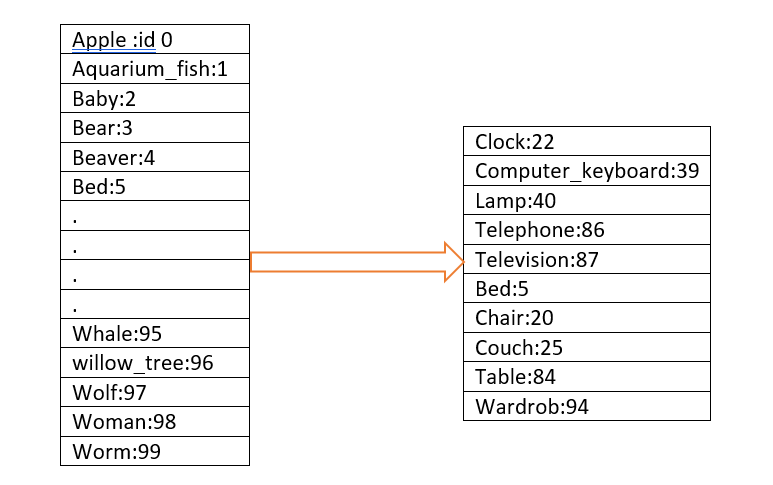 Apple :id 0
Aquarium_fish:1
Baby:2
Bear:3
Beaver:4
Bed:5
.
.
.
.
Whale:95
willow_tree:96
Wolf:97
Woman:98
Worm:99
Clock:22
Computer_keyboard:39
Lamp:40
Telephone:86
Television:87
Bed:5
Chair:20
Couch:25
Table:84
Wardrob:94